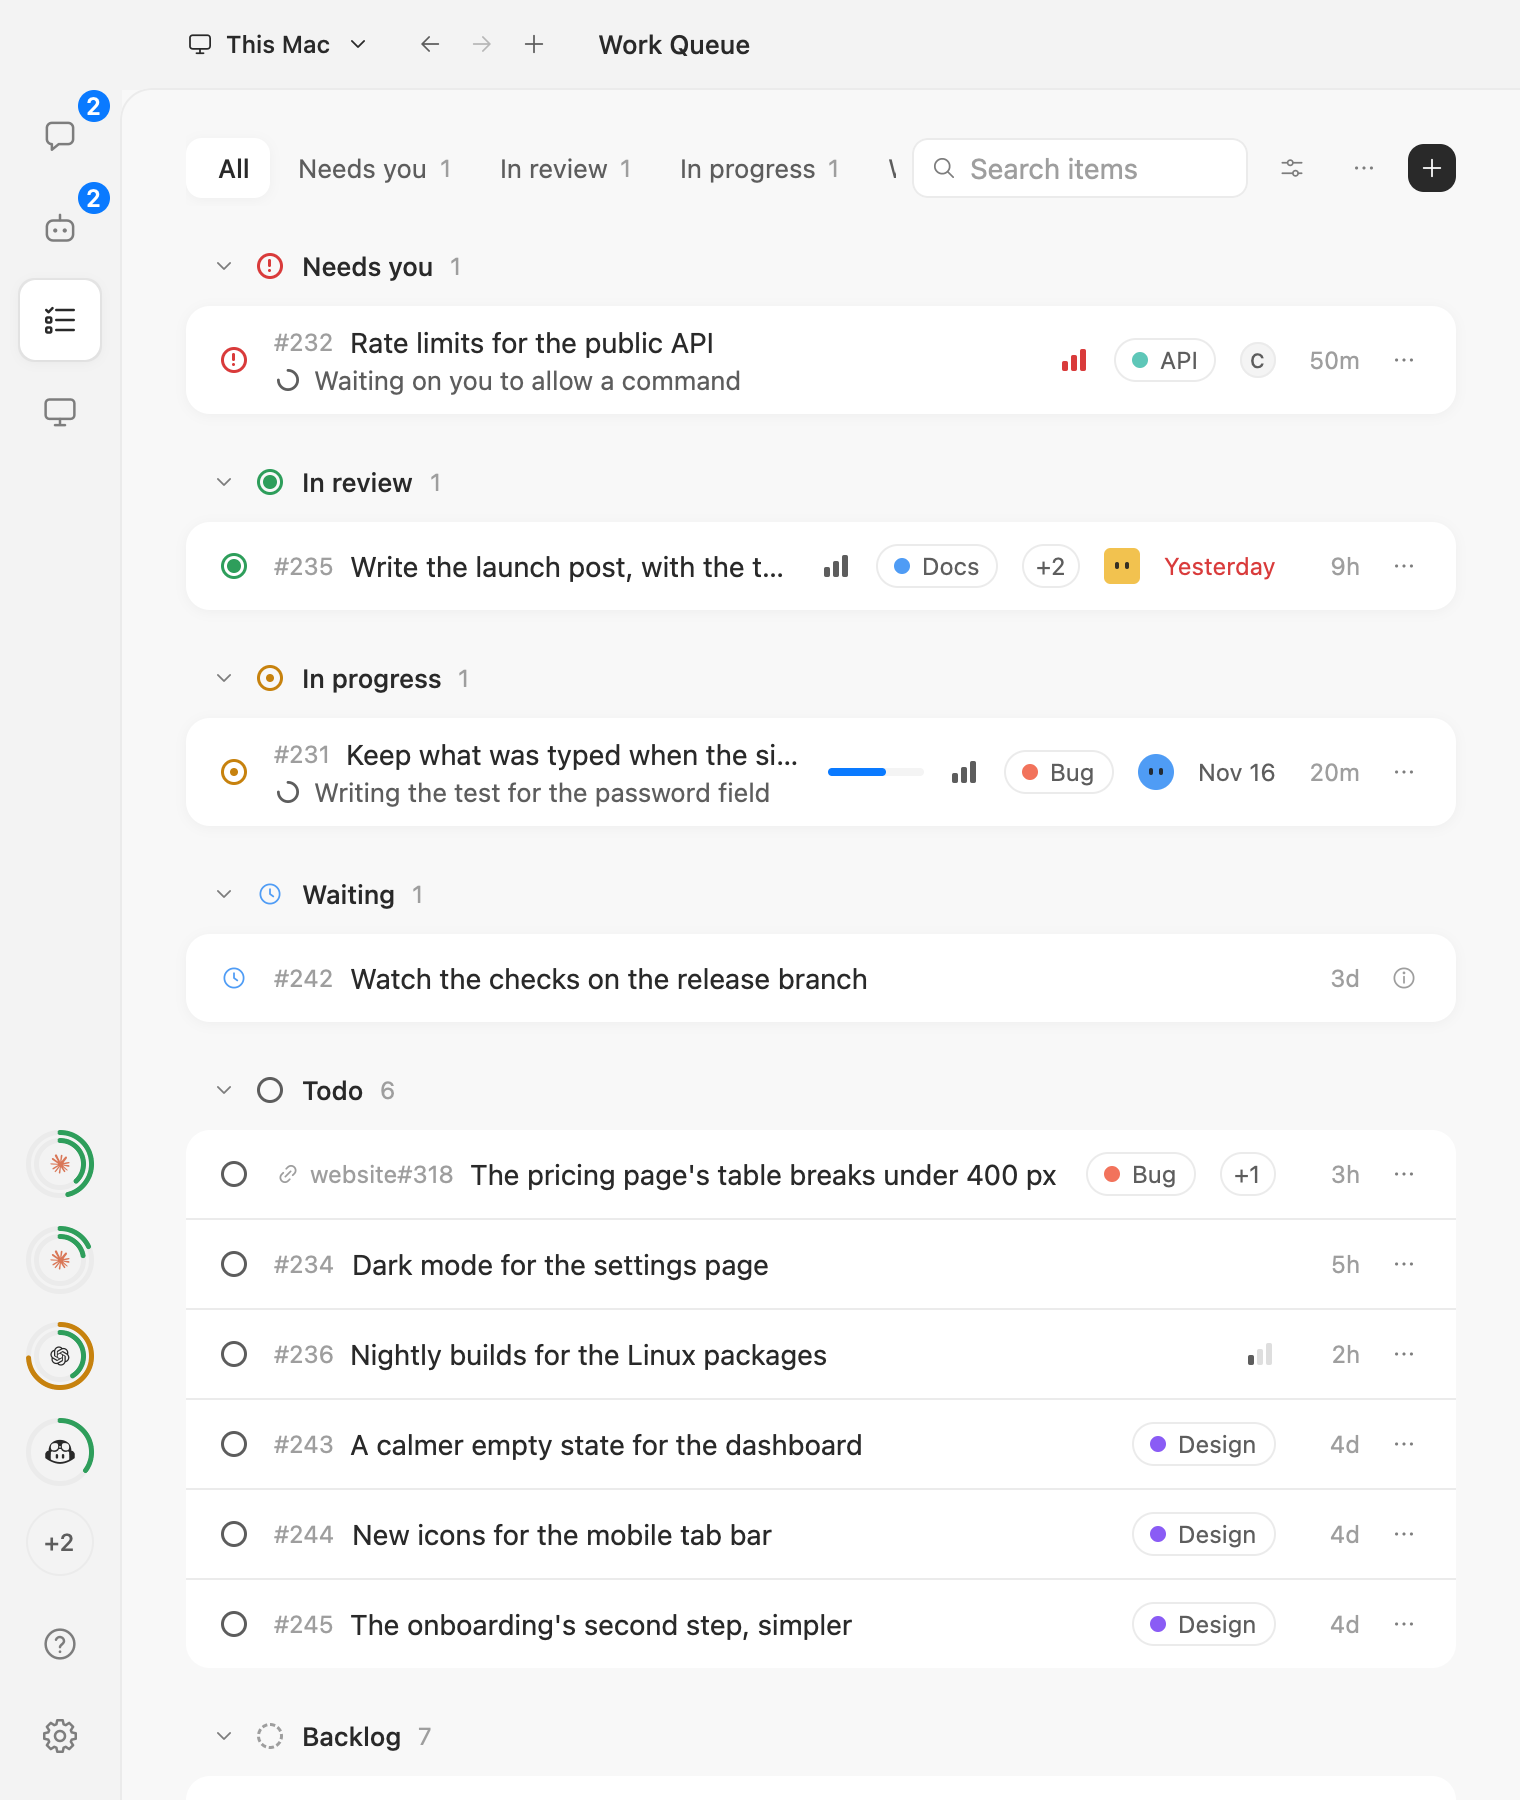 This Mac
Work Queue
2
2
All
Needs you 1
In review 1
In progress 1
Search items
Needs you 1
#232 Rate limits for the public API
Waiting on you to allow a command
API
C
50m
In review 1
#235 Write the launch post, with the t...
Docs
+2
Yesterday
9h
In progress 1
#231 Keep what was typed when the si...
Writing the test for the password field
Bug
Nov 16
20m
Waiting 1
#242 Watch the checks on the release branch
3d
Todo 6
website#318 The pricing page's table breaks under 400 px
Bug
+1
3h
#234 Dark mode for the settings page
5h
#236 Nightly builds for the Linux packages
2h
#243 A calmer empty state for the dashboard
Design
4d
#244 New icons for the mobile tab bar
Design
4d
#245 The onboarding's second step, simpler
Design
4d
+2
Backlog 7